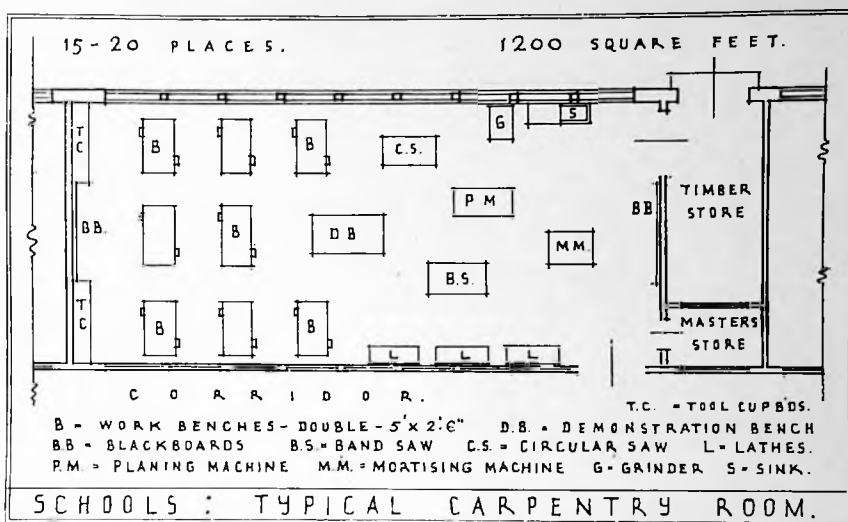 15-20 PLACES. 1200 SQUARE FEET.
T C
B
B
C.S.
G
S
P M
BB
TIMBER
STORE
BB.
B
D B
M M.
B.S.
T C
B
B
L
L
L
MASTERS
STORE
CORRIDOR.
T.C. = TOOL CUPBDS.
B = WORK BENCHES - DOUBLE - 5'x 2'.6" D.B. = DEMONSTRATION BENCH
BB = BLACKBOARDS B.S. = BAND SAW C.S. = CIRCULAR SAW L = LATHES.
P.M. = PLANING MACHINE M.M. = MORTISING MACHINE G = GRINDER S = SINK.
SCHOOLS : TYPICAL CARPENTRY ROOM.